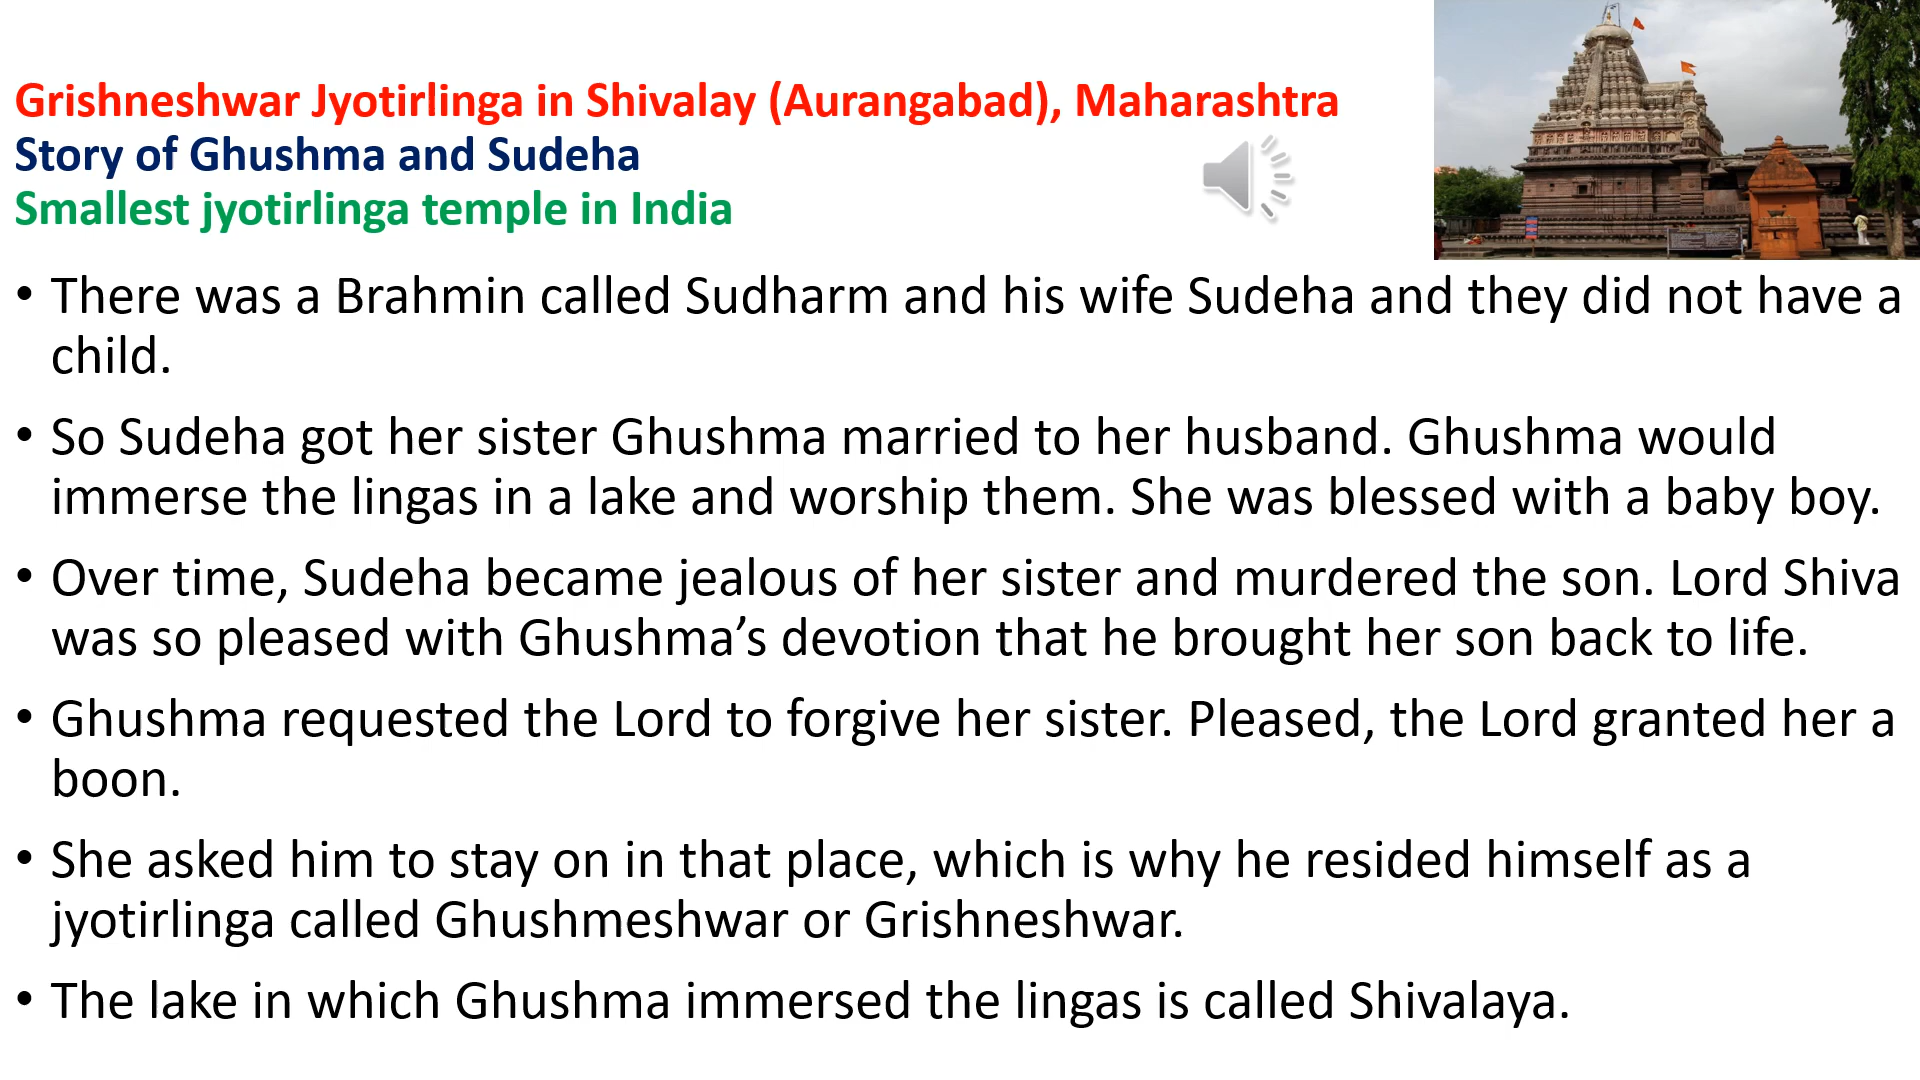 Grishneshwar Jyotirlinga in Shivalay (Aurangabad), Maharashtra
Story of Ghushma and Sudeha
Smallest jyotirlinga temple in India
• There was a Brahmin called Sudharm and his wife Sudeha and they did not have a
child.
• So Sudeha got her sister Ghushma married to her husband. Ghushma would
immerse the lingas in a lake and worship them. She was blessed with a baby boy.
• Over time, Sudeha became jealous of her sister and murdered the son. Lord Shiva
was so pleased with Ghushma’s devotion that he brought her son back to life.
• Ghushma requested the Lord to forgive her sister. Pleased, the Lord granted her a
boon.
• She asked him to stay on in that place, which is why he resided himself as a
jyotirlinga called Ghushmeshwar or Grishneshwar.
• The lake in which Ghushma immersed the lingas is called Shivalaya.